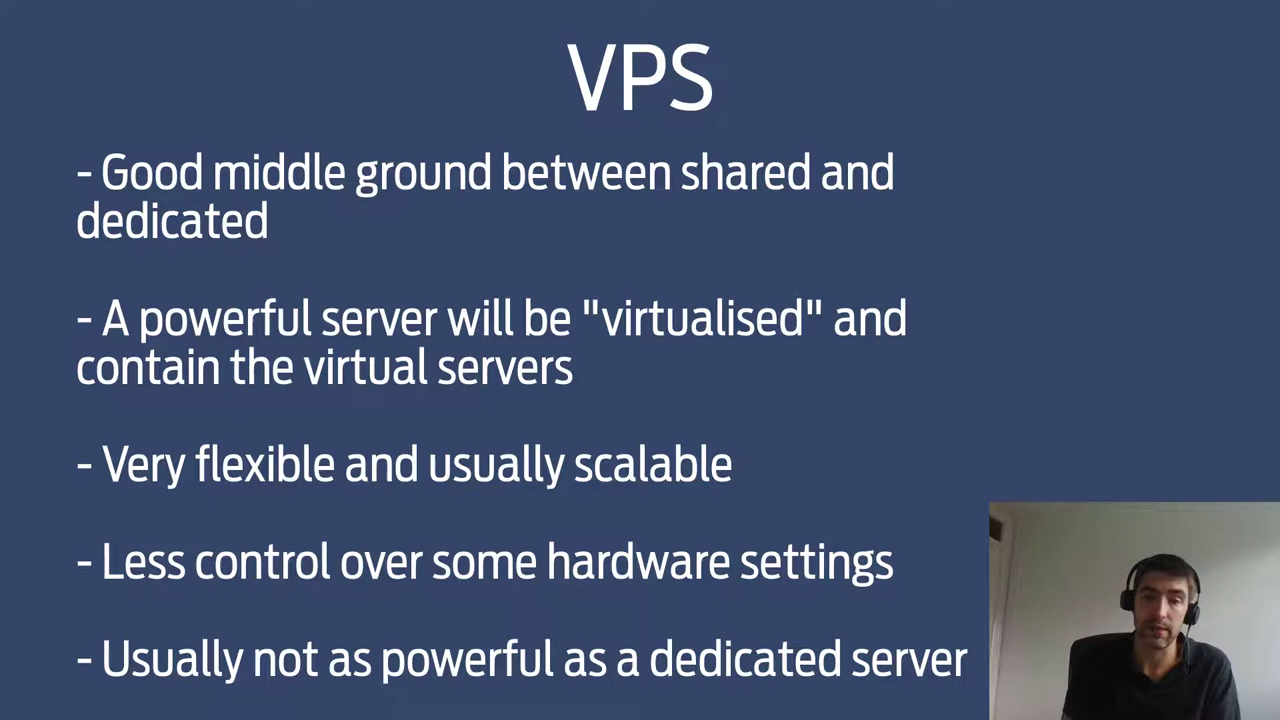 VPS
- Good middle ground between shared and
dedicated
- A powerful server will be "virtualised" and
contain the virtual servers
- Very flexible and usually scalable
- Less control over some hardware settings
- Usually not as powerful as a dedicated server